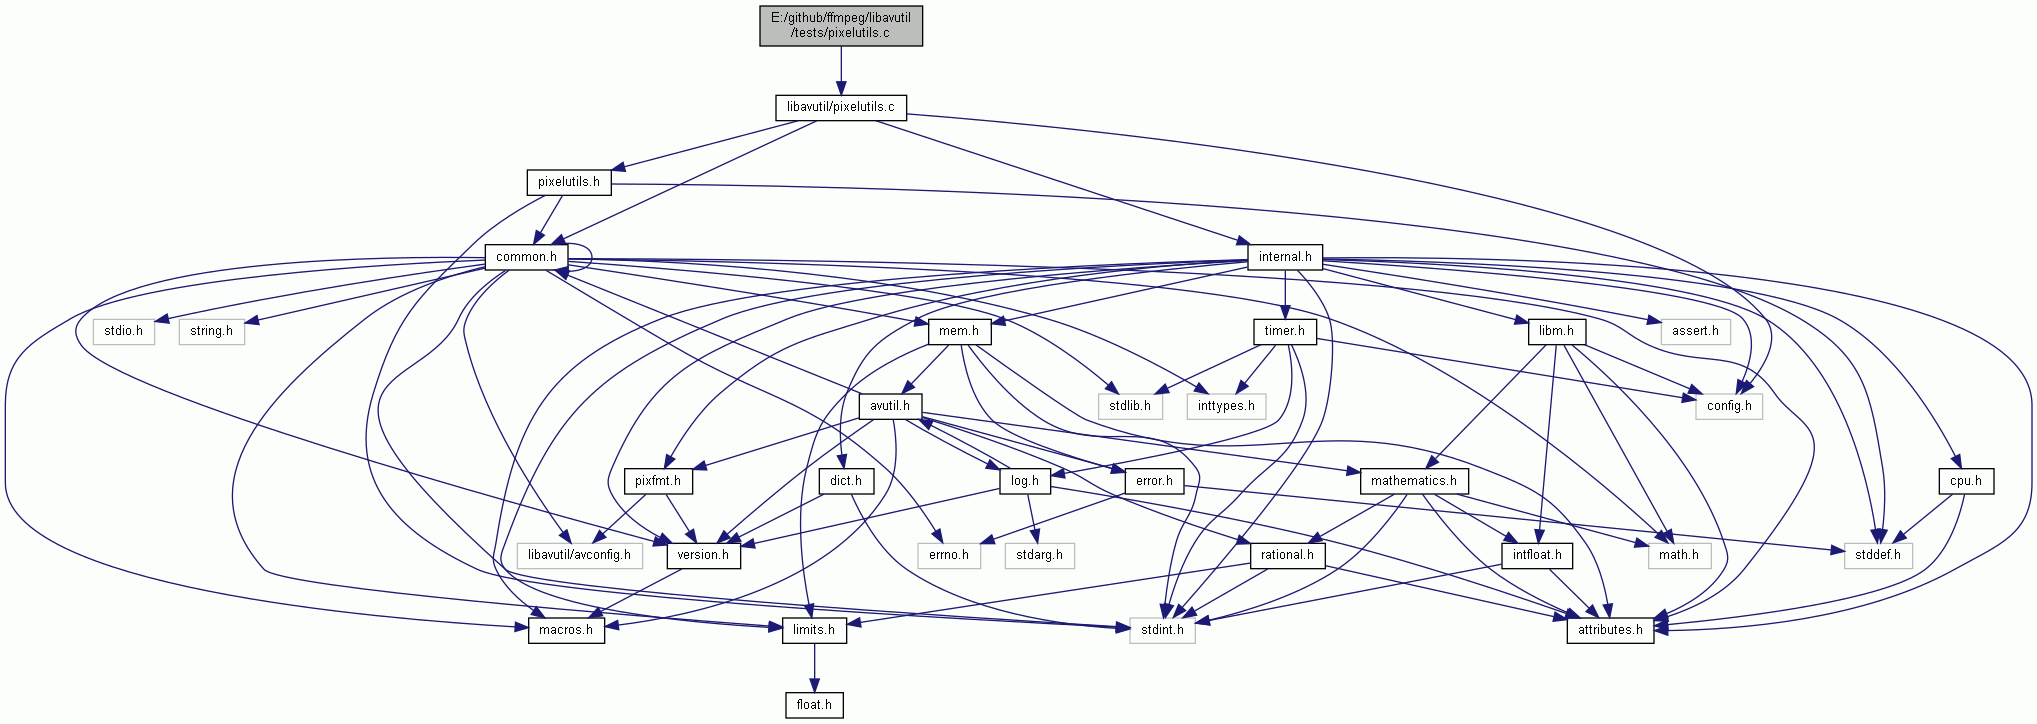 E:/github/ffmpeg/libavutil
/tests/pixelutils.c
libavutil/pixelutils.c
pixelutils.h
common.h
internal.h
stdio.h
string.h
mem.h
timer.h
libm.h
assert.h
avutil.h
stdlib.h
inttypes.h
config.h
pixfmt.h
dict.h
log.h
error.h
mathematics.h
cpu.h
libavutil/avconfig.h
version.h
errno.h
stdarg.h
rational.h
intfloat.h
math.h
stddef.h
macros.h
limits.h
stdint.h
attributes.h
float.h